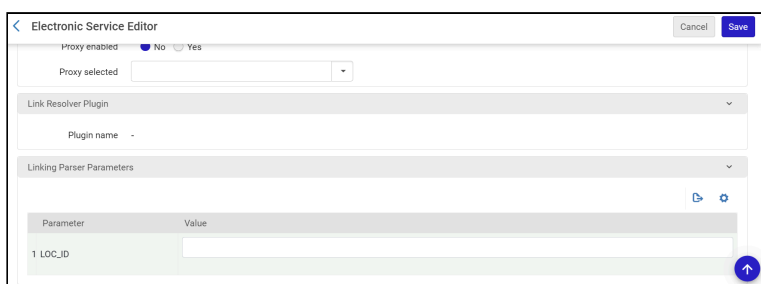 Electronic Service Editor
Cancel
Save
Proxy enabled No Yes
Proxy selected
Link Resolver Plugin
Plugin name -
Linking Parser Parameters
Parameter Value
1 LOC_ID